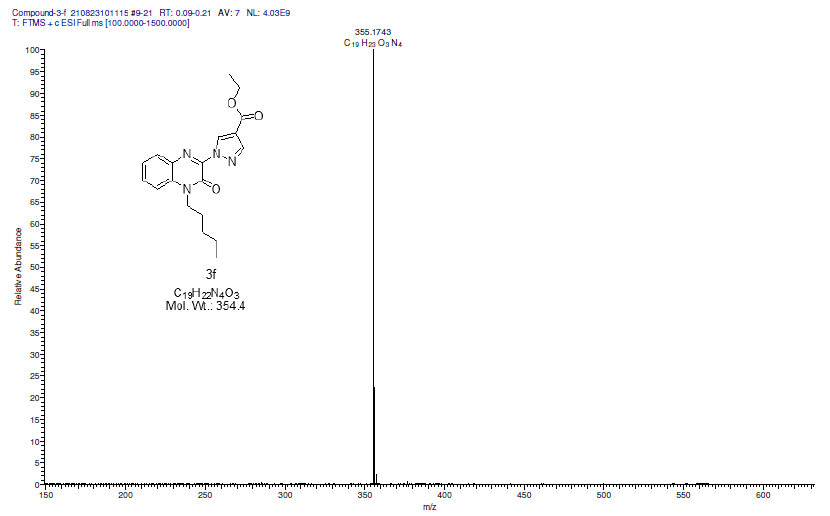 Compound-3-f 210823101115 #9-21 RT: 0.09-0.21 AV: 7 NL: 4.03E9
T: FTMS + c ESI Full ms [100.0000-1500.0000]
355.1743
C19 H23 O3 N4
100
95
90
85
80
75
70
65
60
55
50
45
40
35
30
25
20
15
10
5
0
Relative Abundance
O
O
N
N
N
N
O
3f
C19H22N4O3
Mol. Wt.: 354.4
150
200
250
300
350
400
450
500
550
600
m/z